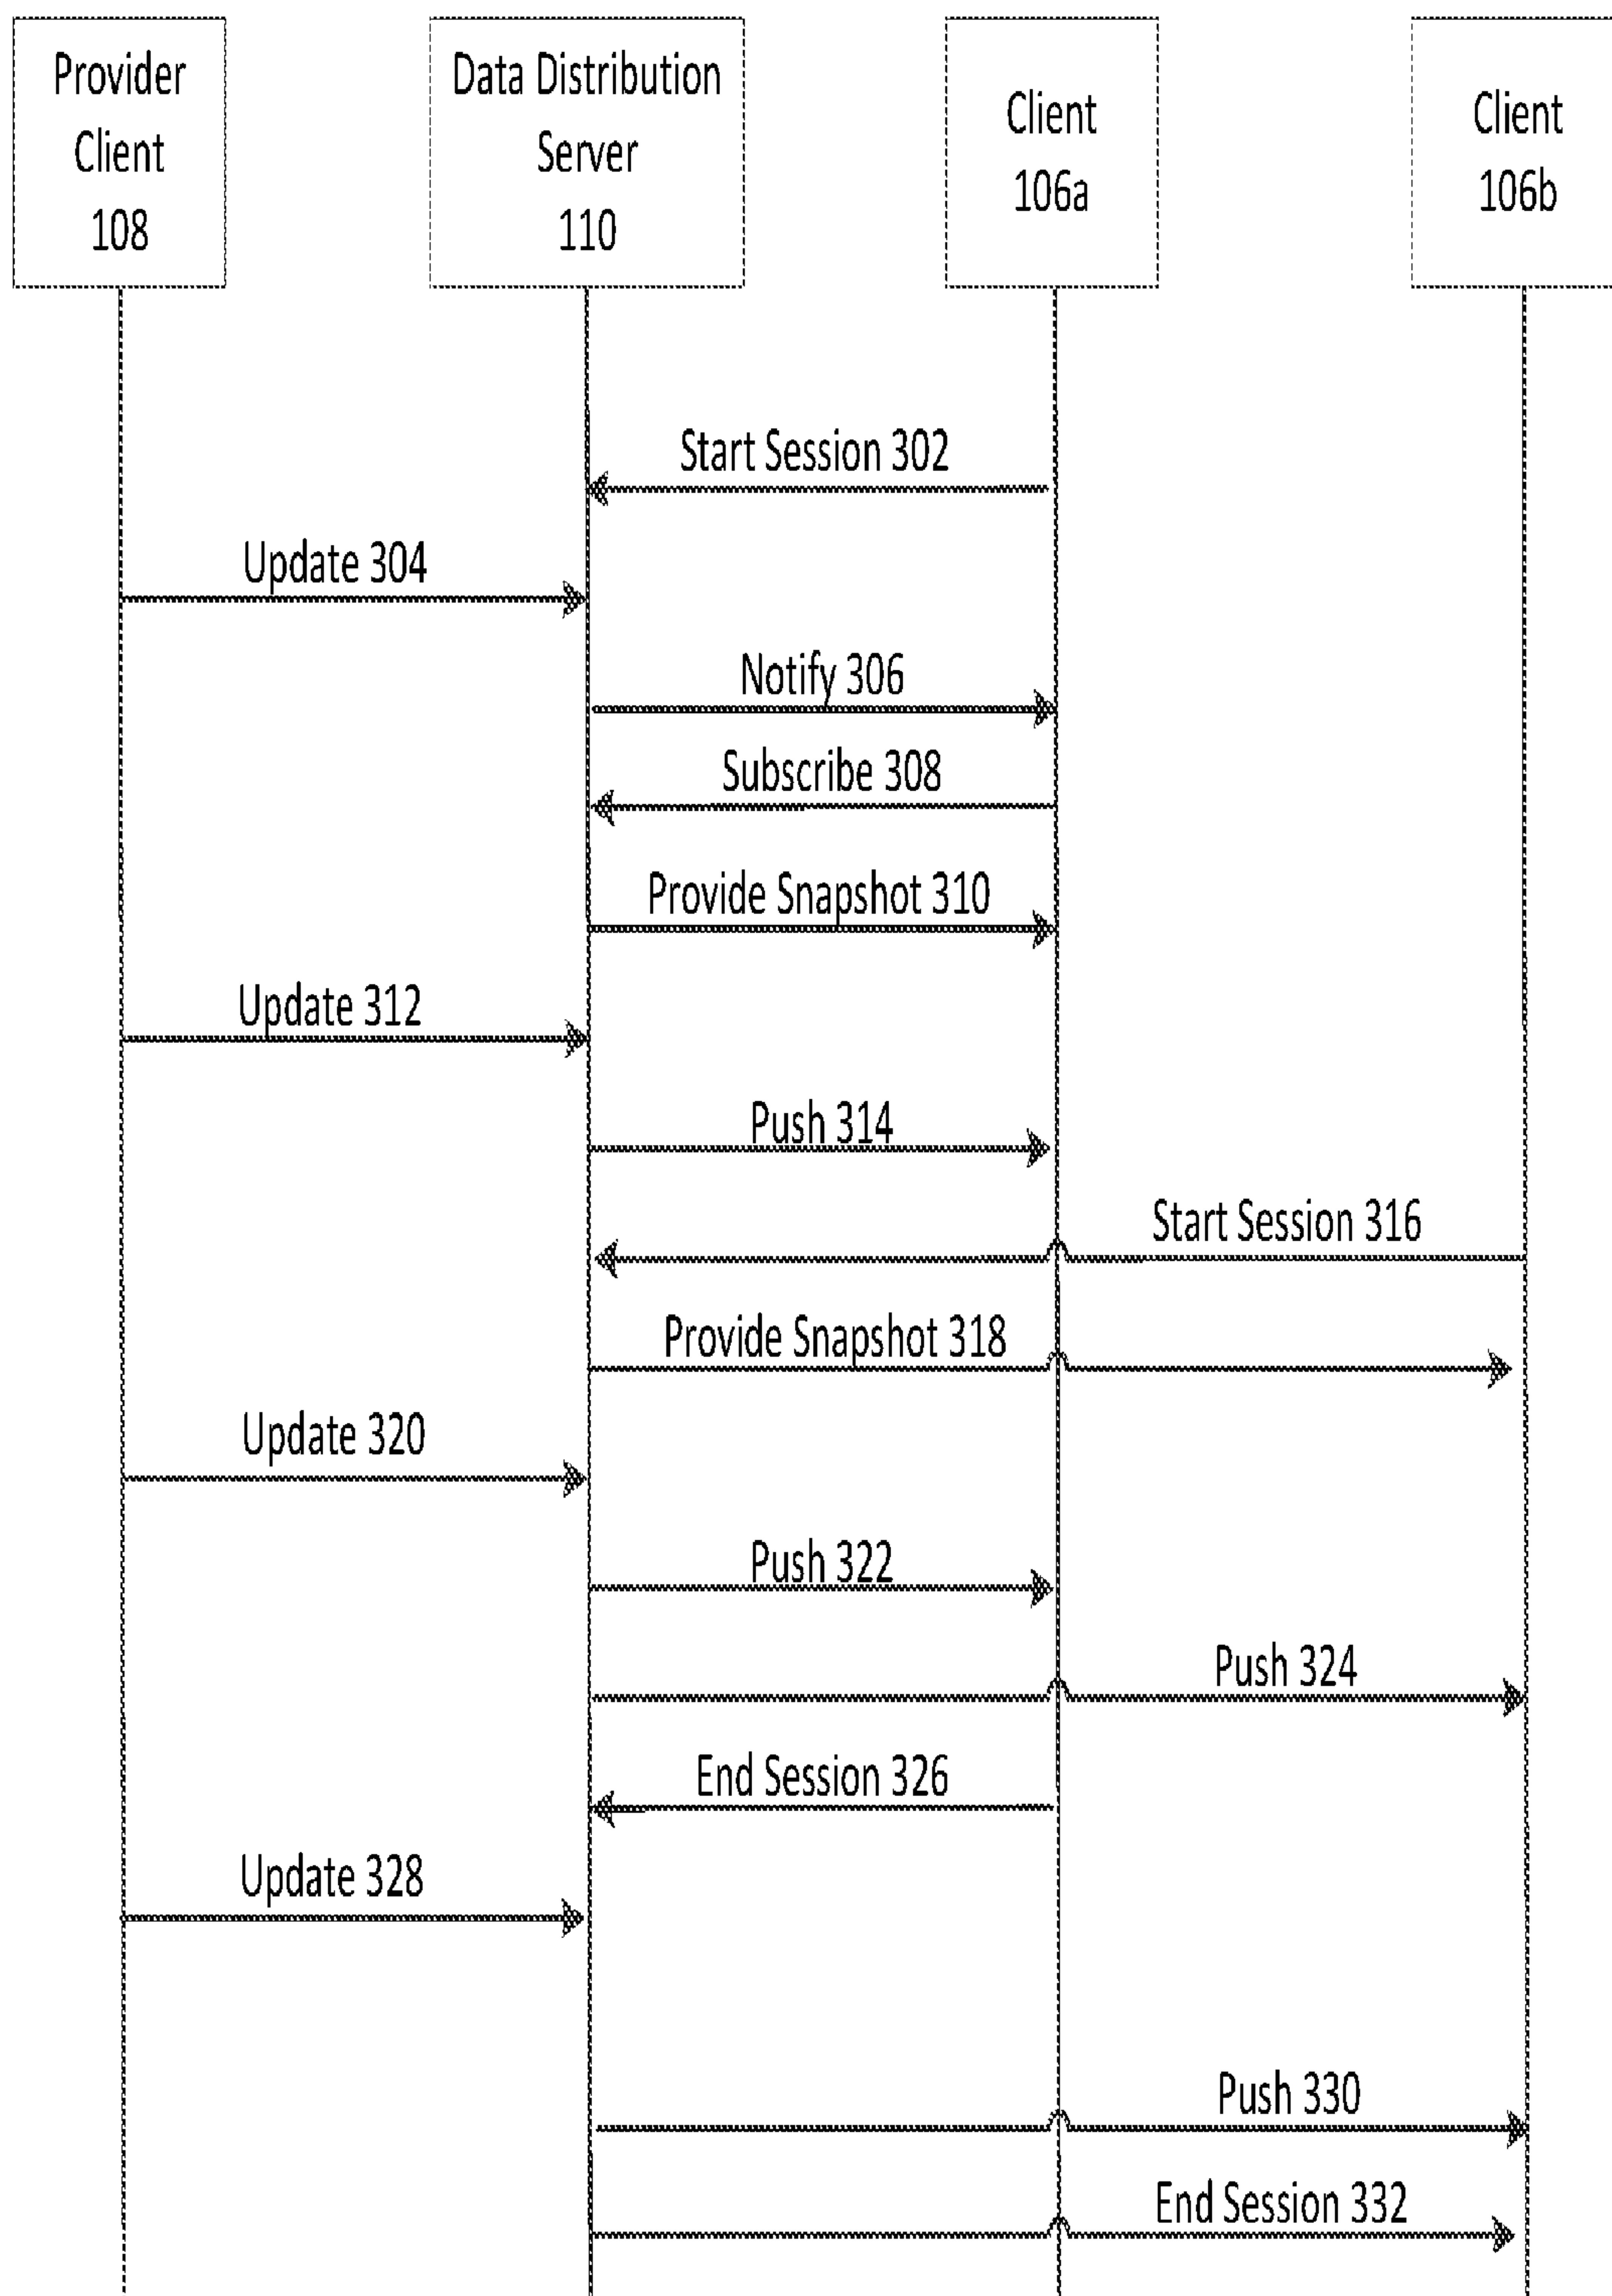 Provider
Client
108
Data Distribution
Server
110
Client
106a
Client
106b
Start Session 302
Update 304
Notify 306
Subscribe 308
Provide Snapshot 310
Update 312
Push 314
Start Session 316
Provide Snapshot 318
Update 320
Push 322
Push 324
End Session 326
Update 328
Push 330
End Session 332